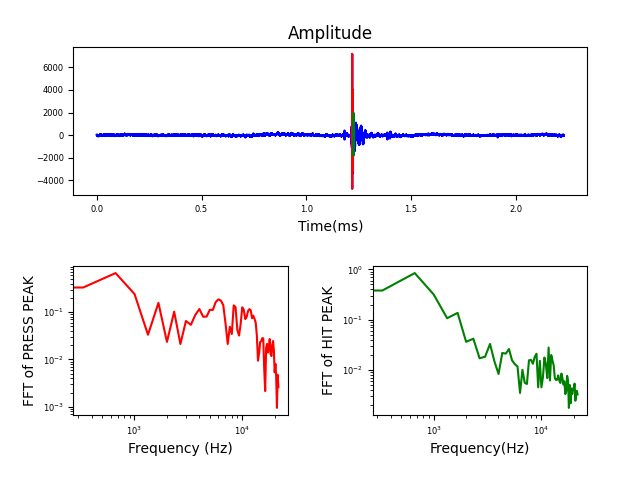 Amplitude
6000
4000
2000
0
−2000
−4000
0.0 0.5 1.0 1.5 2.0
Time(ms)
FFT of PRESS PEAK
10⁻¹
10⁻²
10⁻³
10³ 10⁴
Frequency (Hz)
FFT of HIT PEAK
10⁰
10⁻¹
10⁻²
10³ 10⁴
Frequency(Hz)